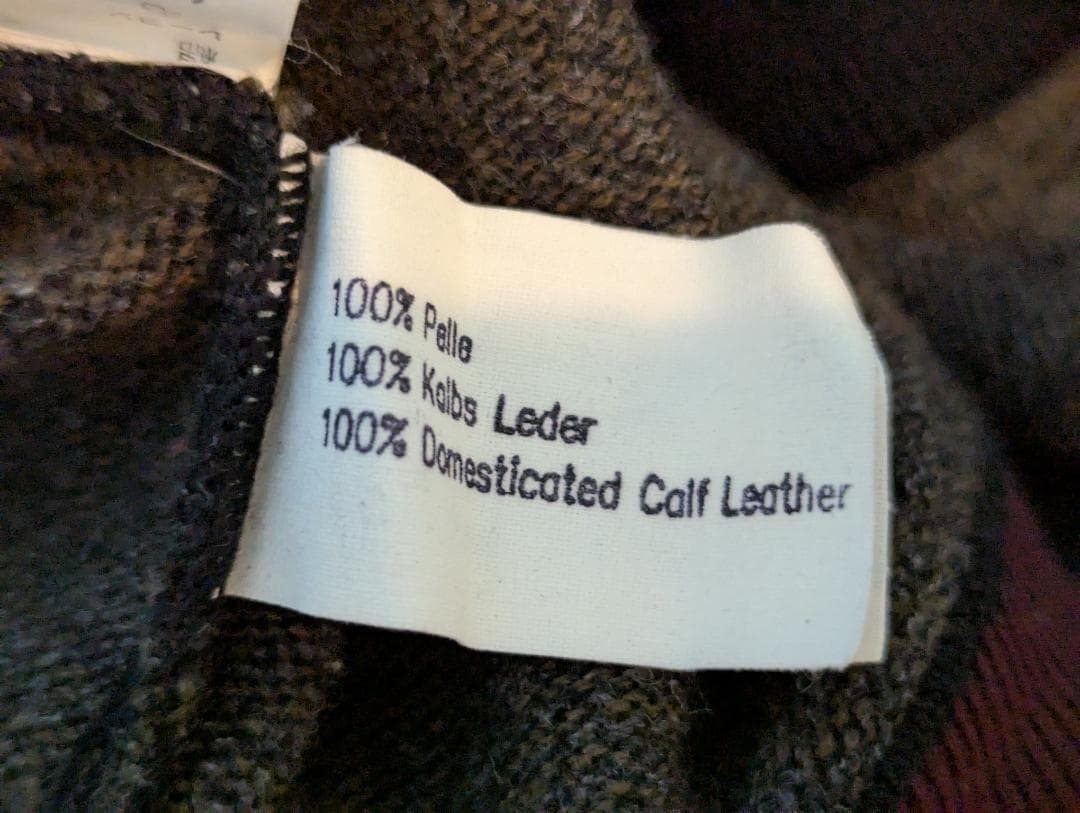 100% Pelle
100% Kalbs Leder
100% Domesticated Calf Leather